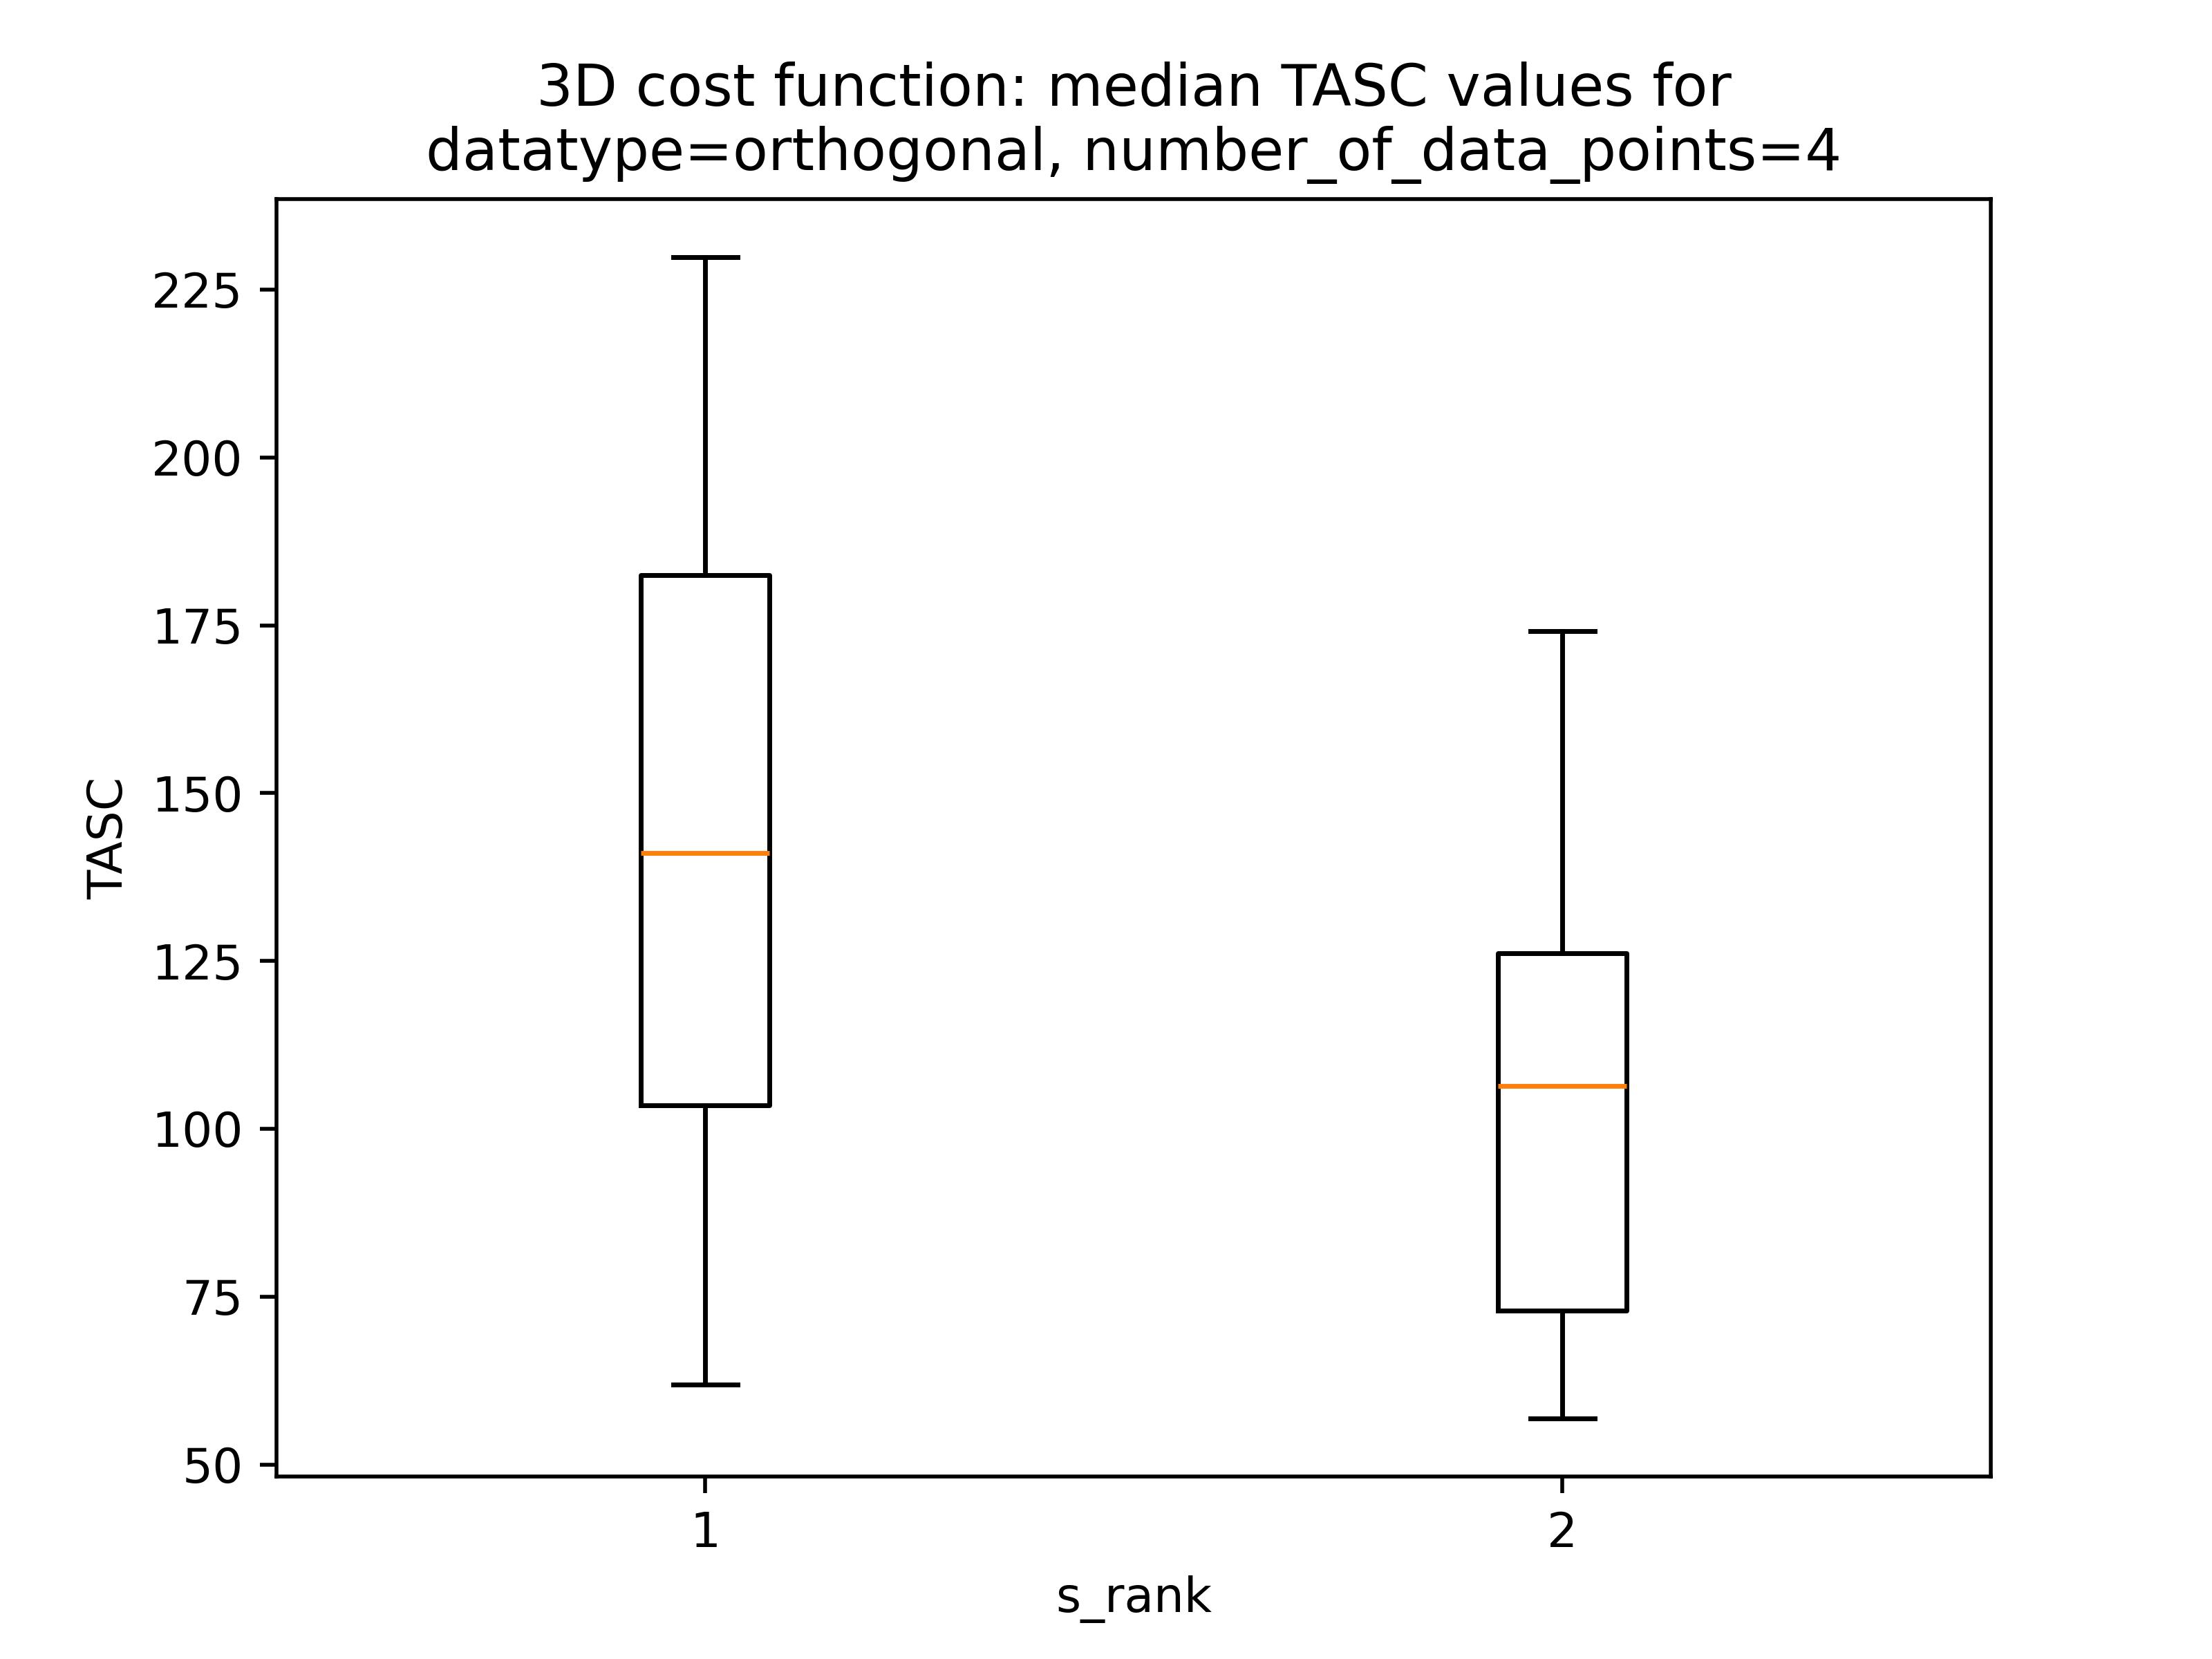 3D cost function: median TASC values for
datatype=orthogonal, number_of_data_points=4
225
200
175
150
125
100
75
50
TASC
1
2
s_rank